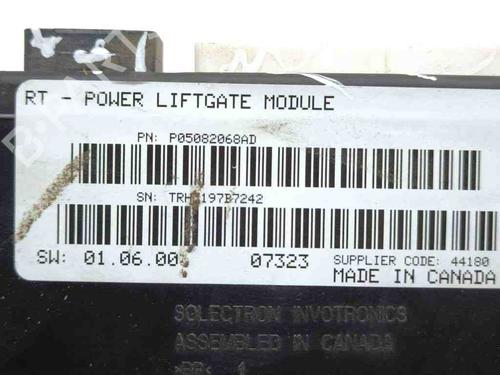 RT - POWER LIFTGATE MODULE
PN: P05082068AD
SN:
SW: 01.06.00 07323 SUPPLIER CODE: 44180
MADE IN CANADA
SOLECTRON INVOTRONICS
ASSEMBLED IN CANADA